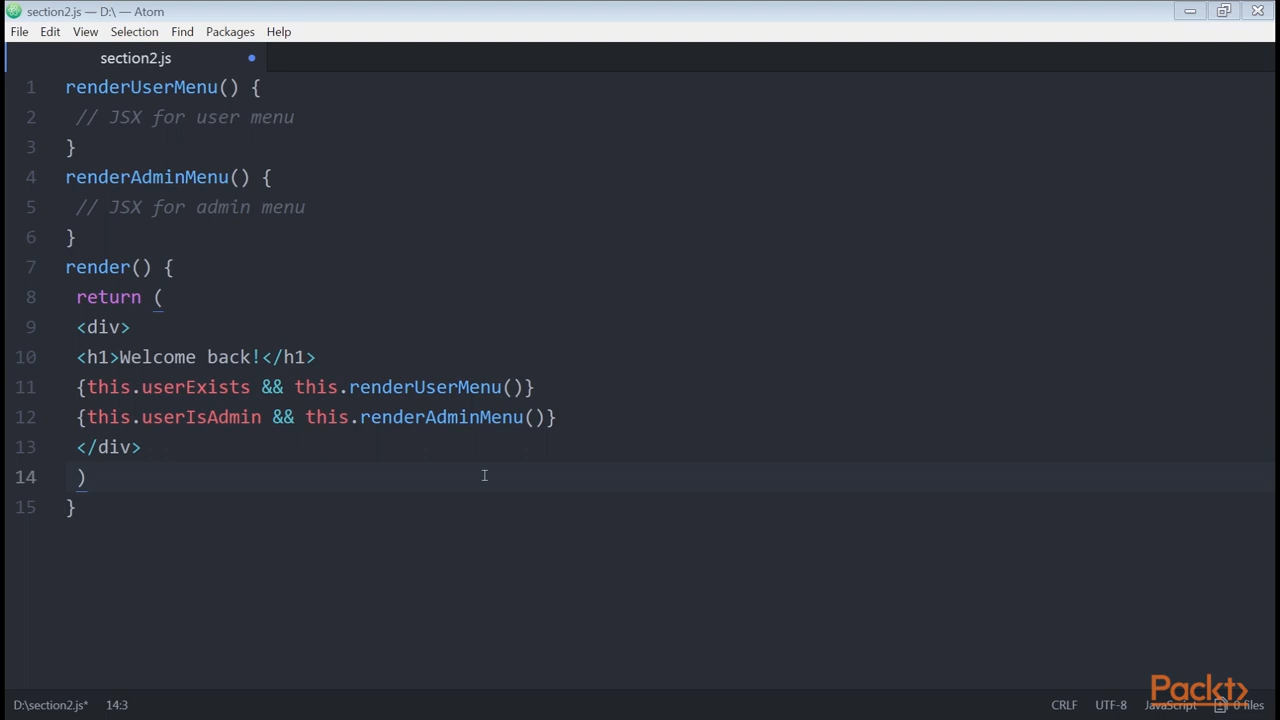 section2.js — D:\ — Atom
File Edit View Selection Find Packages Help
section2.js
1 renderUserMenu() {
2 // JSX for user menu
3 }
4 renderAdminMenu() {
5 // JSX for admin menu
6 }
7 render() {
8 return (
9 <div>
10 <h1>Welcome back!</h1>
11 {this.userExists && this.renderUserMenu()}
12 {this.userIsAdmin && this.renderAdminMenu()}
13 </div>
14 )
15 }
Packt>
D:\section2.js* 14:3 CRLF UTF-8 JavaScript 0 files